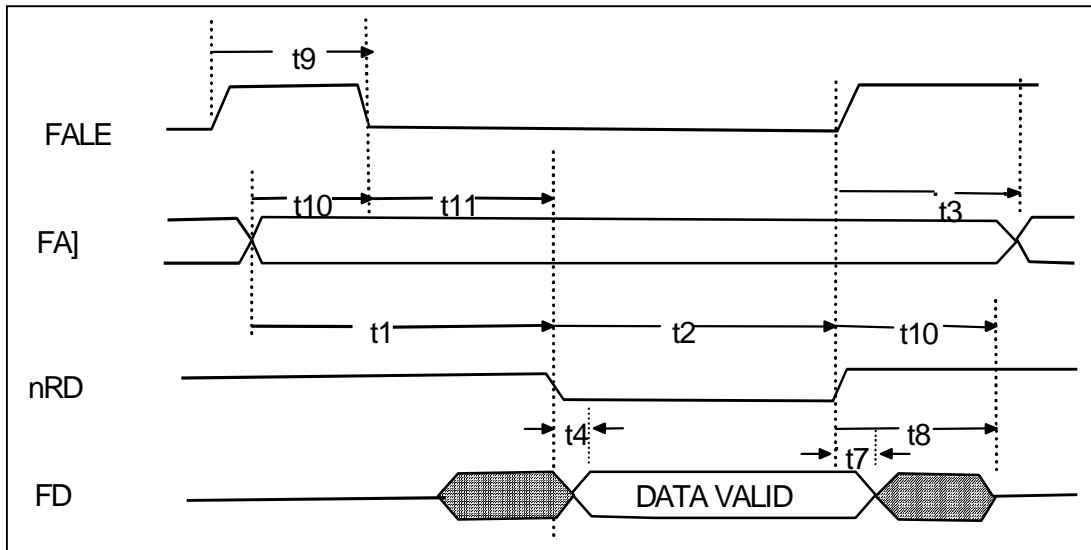 t9
FALE
t10 t11 t3
FA]
t1 t2 t10
nRD
t4 t8
t7
FD DATA VALID